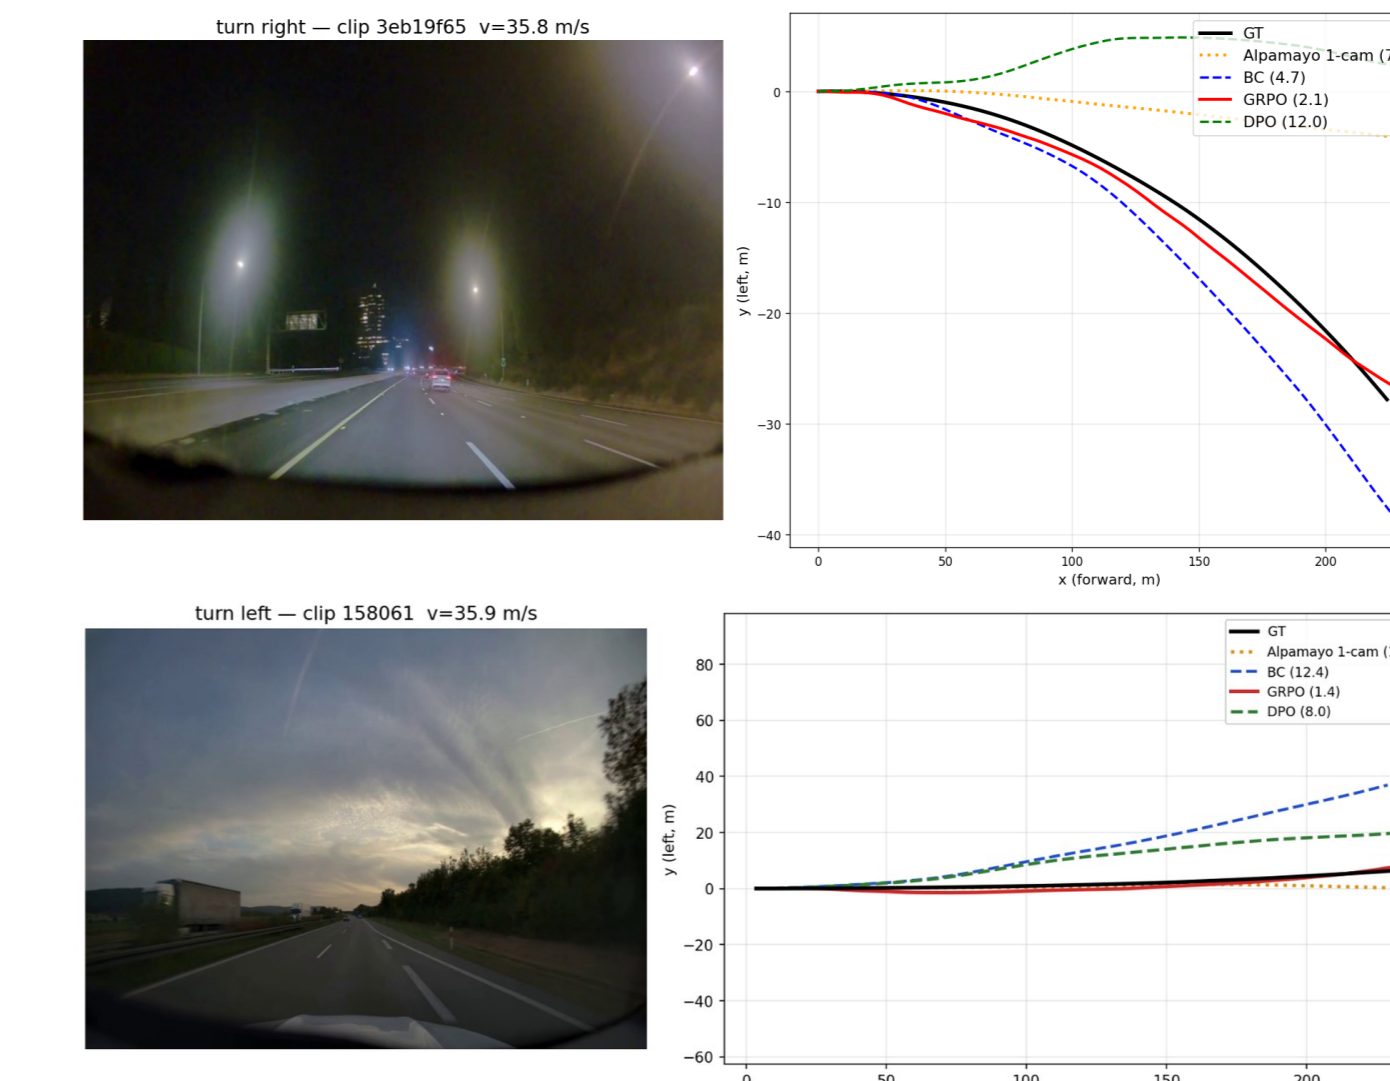 turn right — clip 3eb19f65  v=35.8 m/s
GT
Alpamayo 1-cam (7
BC (4.7)
GRPO (2.1)
DPO (12.0)
0
−10
−20
−30
−40
y (left, m)
0
50
100
150
200
x (forward, m)
turn left — clip 158061  v=35.9 m/s
GT
Alpamayo 1-cam (
BC (12.4)
GRPO (1.4)
DPO (8.0)
80
60
40
20
0
−20
−40
−60
y (left, m)
0
50
100
150
200